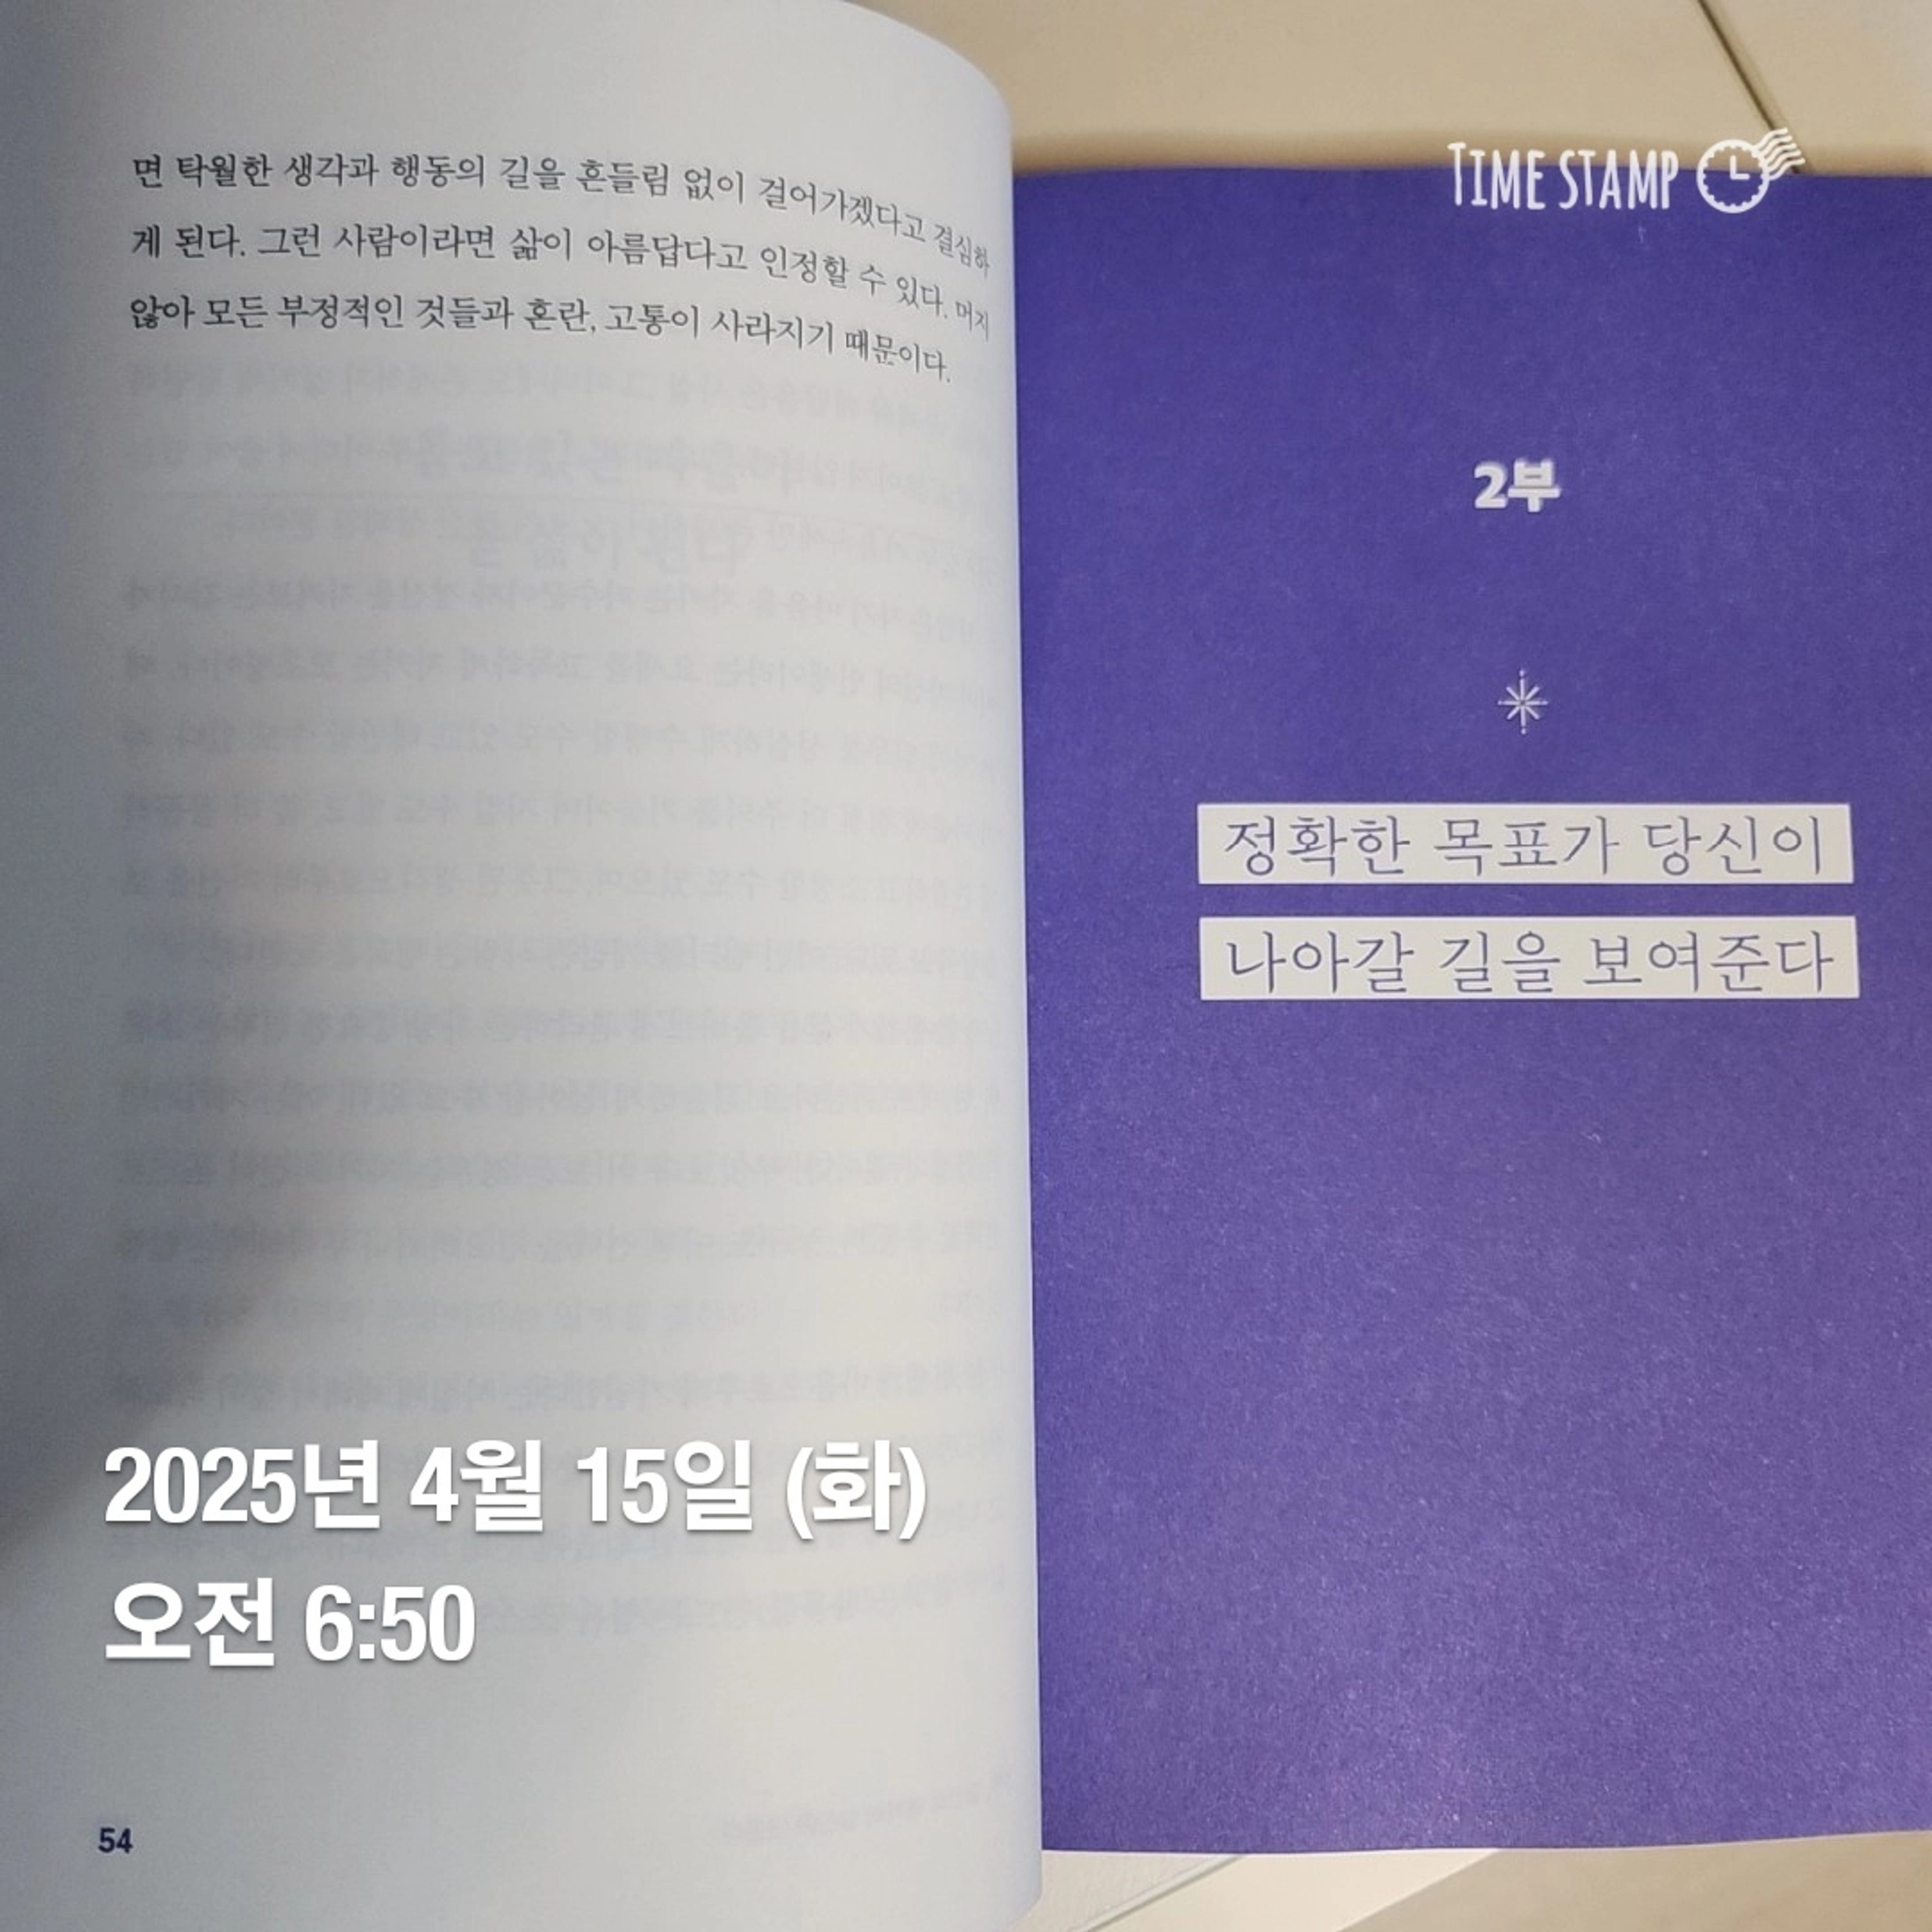 면 탁월한 생각과 행동의 길을 흔들림 없이 걸어가겠다고 결심하
게 된다. 그런 사람이라면 삶이 아름답다고 인정할 수 있다. 머지
않아 모든 부정적인 것들과 혼란, 고통이 사라지기 때문이다.
54
TIME STAMP
2부
정확한 목표가 당신이
나아갈 길을 보여준다
2025년 4월 15일 (화)
오전 6:50